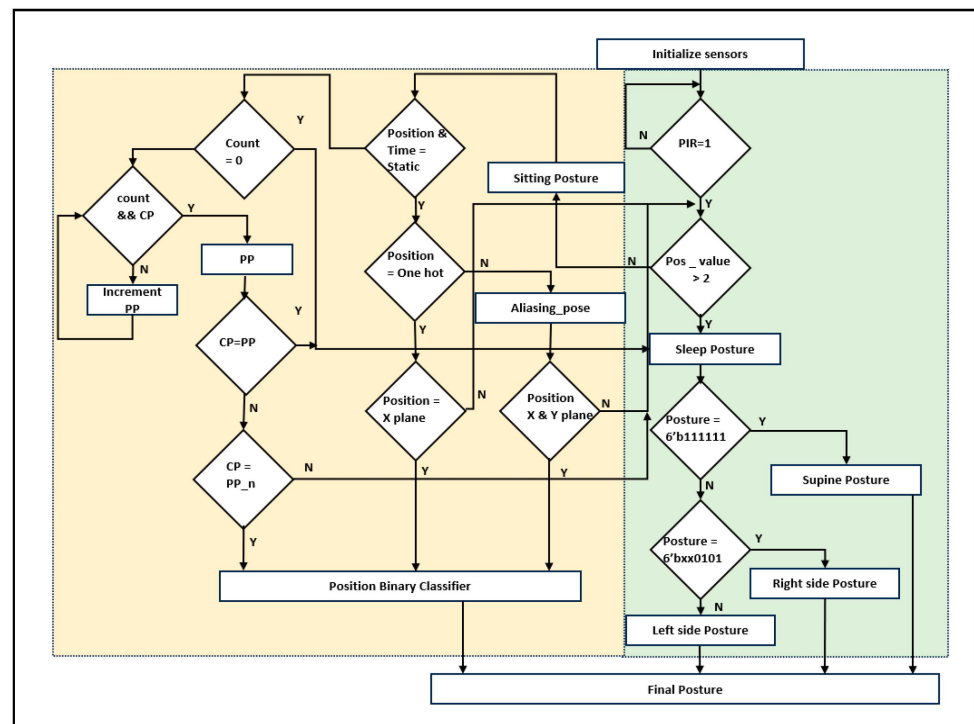 Initialize sensors
PIR=1
N
Y
Pos _ value
> 2
N
Y
Sleep Posture
Posture =
6'b111111
Y
N
Supine Posture
Posture =
6'bxx0101
Y
N
Right side Posture
Left side Posture
Sitting Posture
Position &
Time =
Static
Y
Position
= One hot
N
Y
Aliasing_pose
Position =
X plane
N
Y
Position
X & Y plane
N
Y
Count
= 0
Y
count
&& CP
Y
N
Increment
PP
PP
CP=PP
Y
N
CP =
PP_n
N
Y
Position Binary Classifier
Final Posture